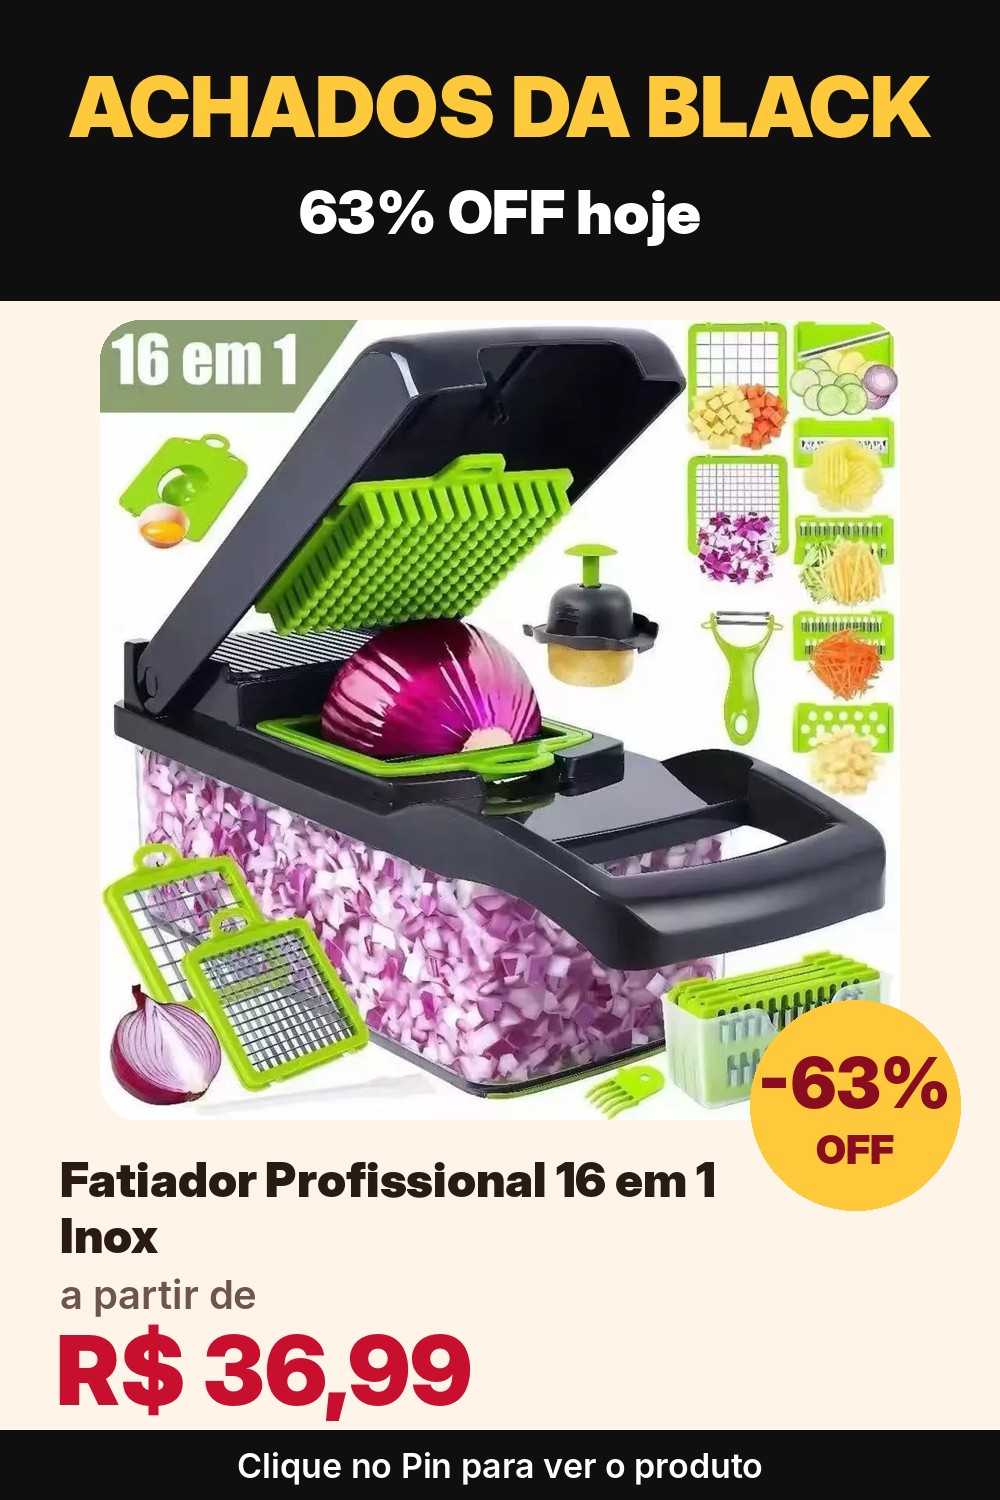 ACHADOS DA BLACK
63% OFF hoje
16 em 1
-63%
OFF
Fatiador Profissional 16 em 1
Inox
a partir de
R$ 36,99
Clique no Pin para ver o produto